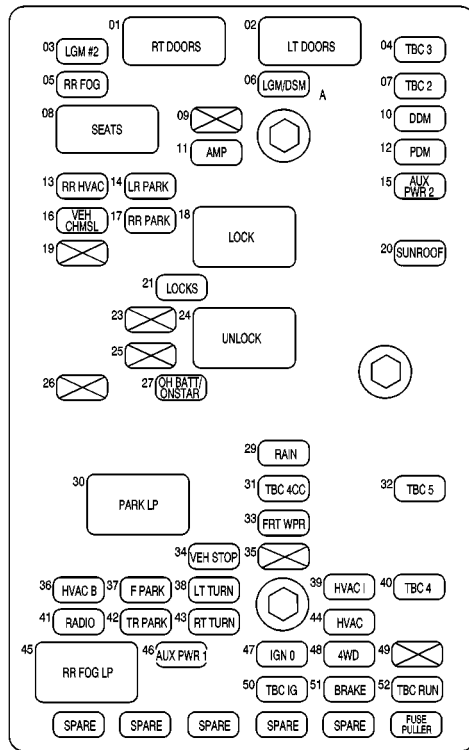 01 RT DOORS
02 LT DOORS
03 LGM #2
04 TBC 3
05 RR FOG
06 LGM/DSM
A
07 TBC 2
08 SEATS
09
10 DDM
11 AMP
12 PDM
13 RR HVAC
14 LR PARK
15 AUX
PWR 2
16 VEH
CHMSL
17 RR PARK
18 LOCK
19
20 SUNROOF
21 LOCKS
23
24 UNLOCK
25
26
27 OH BATT/
ONSTAR
29 RAIN
30 PARK LP
31 TBC 4CC
32 TBC 5
33 FRT WPR
34 VEH STOP
35
36 HVAC B
37 F PARK
38 LT TURN
39 HVAC I
40 TBC 4
41 RADIO
42 TR PARK
43 RT TURN
44 HVAC
45 RR FOG LP
46 AUX PWR 1
47 IGN 0
48 4WD
49
50 TBC IG
51 BRAKE
52 TBC RUN
SPARE SPARE SPARE SPARE SPARE FUSE
PULLER